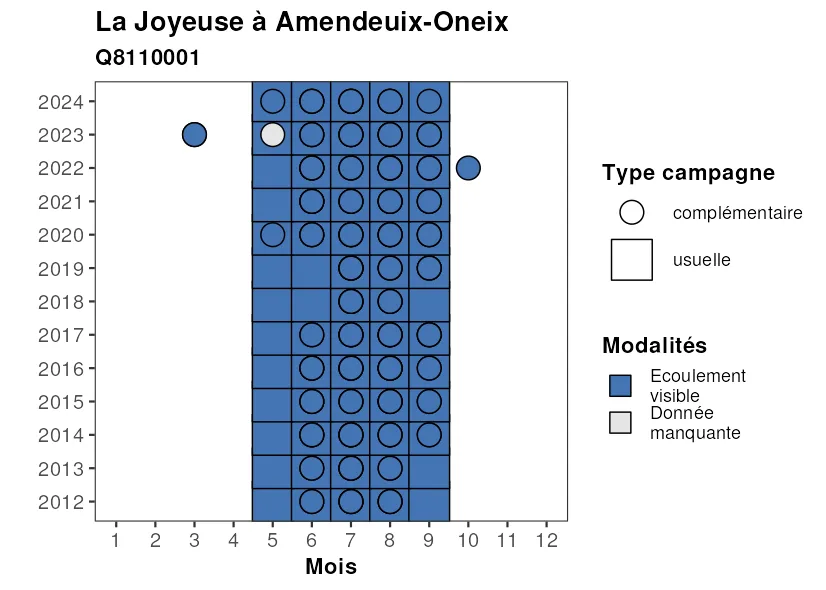 La Joyeuse à Amendeuix-Oneix
Q8110001
2024
2023
2022
2021
2020
2019
2018
2017
2016
2015
2014
2013
2012
1 2 3 4 5 6 7 8 9 10 11 12
Mois
Type campagne
complémentaire
usuelle
Modalités
Ecoulement
visible
Donnée
manquante